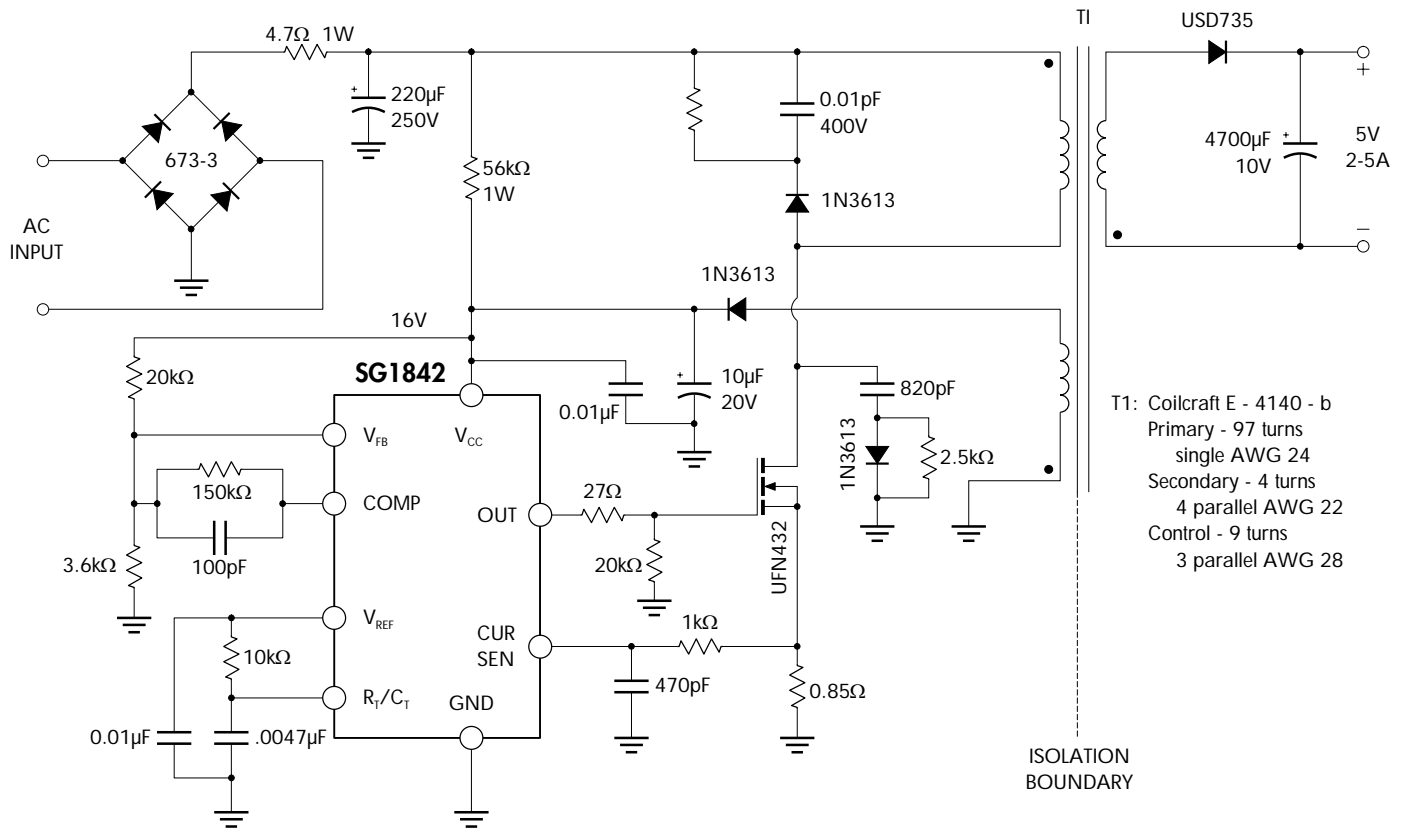 4.7Ω 1W
TI
USD735
+
220µF
250V
+
0.01pF
400V
673-3
56kΩ
1W
4700µF
10V
+
5V
2-5A
+
−
1N3613
AC
INPUT
1N3613
16V
SG1842
20kΩ
0.01µF
+
10µF
20V
820pF
1N3613
2.5kΩ
VFB
VCC
150kΩ
100pF
COMP
OUT
27Ω
20kΩ
UFN432
3.6kΩ
VREF
10kΩ
CUR
SEN
1kΩ
470pF
0.85Ω
RT/CT
GND
0.01µF
.0047µF
T1: Coilcraft E - 4140 - b
Primary - 97 turns
single AWG 24
Secondary - 4 turns
4 parallel AWG 22
Control - 9 turns
3 parallel AWG 28
ISOLATION
BOUNDARY